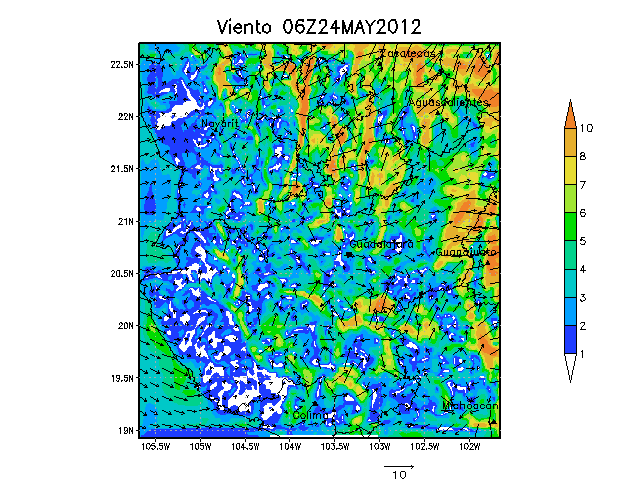 Viento 06Z24MAY2012
Zacatecas
22.5N
Aguascalientes
22N
Nayarit
21.5N
21N
Guadalajara
Guanajuato
20.5N
20N
19.5N
Michoacan
Colima
19N
105.5W 105W 104.5W 104W 103.5W 103W 102.5W 102W
10
10
8
7
6
5
4
3
2
1